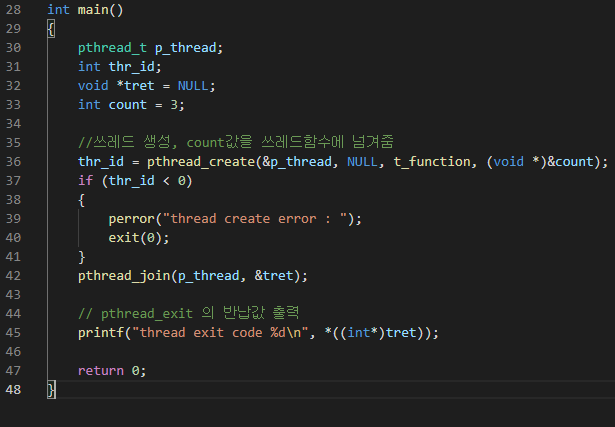 28 int main()
29 {
30     pthread_t p_thread;
31     int thr_id;
32     void *tret = NULL;
33     int count = 3;
34
35     //쓰레드 생성, count값을 쓰레드함수에 넘겨줌
36     thr_id = pthread_create(&p_thread, NULL, t_function, (void *)&count);
37     if (thr_id < 0)
38     {
39         perror("thread create error : ");
40         exit(0);
41     }
42     pthread_join(p_thread, &tret);
43
44     // pthread_exit 의 반납값 출력
45     printf("thread exit code %d\n", *((int*)tret));
46
47     return 0;
48 }